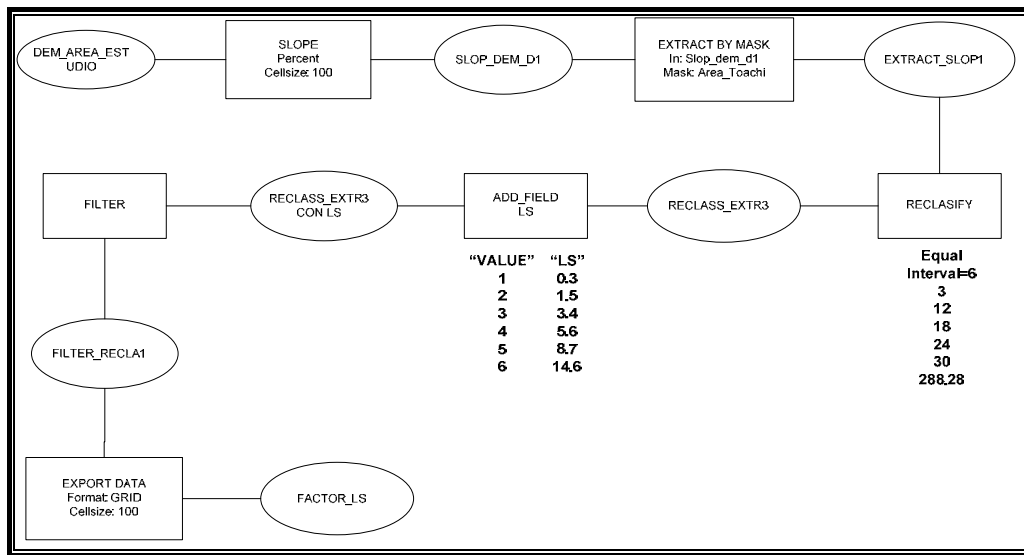 DEM_AREA_EST
UDIO
SLOPE
Percent
Cellsize: 100
SLOP_DEM_D1
EXTRACT BY MASK
In: Slop_dem_d1
Mask: Area_Toachi
EXTRACT_SLOP1
FILTER
RECLASS_EXTR3
CON LS
ADD_FIELD
LS
RECLASS_EXTR3
RECLASIFY
"VALUE" "LS"
1 0.3
2 1.5
3 3.4
4 5.6
5 8.7
6 14.6
Equal
Interval=6
3
12
18
24
30
288.28
FILTER_RECLA1
EXPORT DATA
Format: GRID
Cellsize: 100
FACTOR_LS